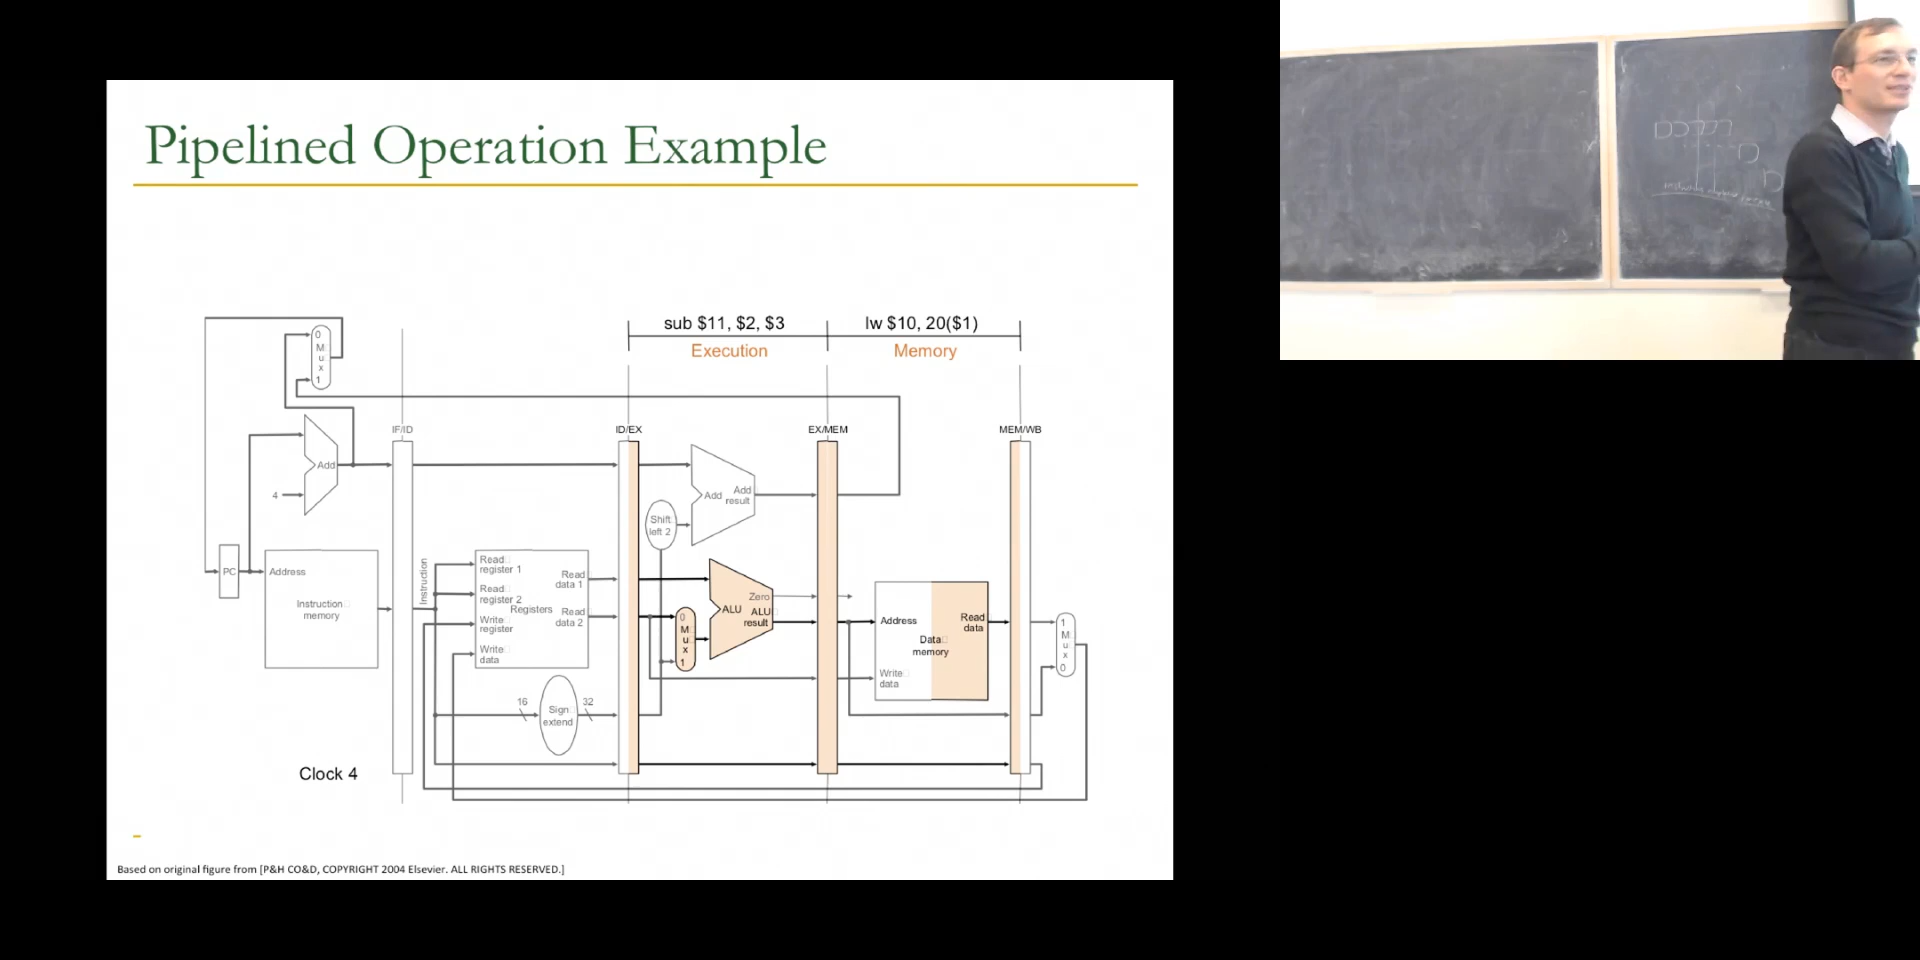 Pipelined Operation Example
sub $11, $2, $3
lw $10, 20($1)
Execution
Memory
0
M
u
x
1
IF/ID
ID/EX
EX/MEM
MEM/WB
Add
4
Add
Add
result
Shift
left 2
PC
Address
Instruction
memory
Instruction
Read
register 1
Read
register 2
Registers
Write
register
Write
data
Read
data 1
Read
data 2
0
M
u
x
1
Zero
ALU
ALU
result
Address
Read
data
Data
memory
Write
data
1
M
u
x
0
16
Sign
extend
32
Clock 4
Based on original figure from [P&H CO&D, COPYRIGHT 2004 Elsevier. ALL RIGHTS RESERVED.]